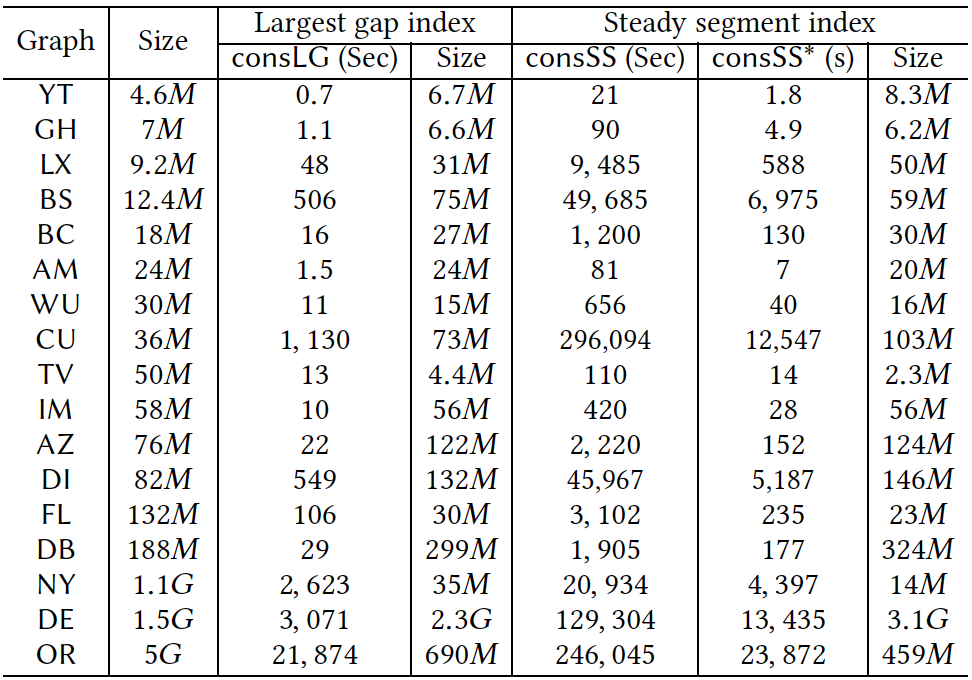 Graph Size Largest gap index Steady segment index
consLG (Sec) Size consSS (Sec) consSS* (s) Size
YT 4.6M 0.7 6.7M 21 1.8 8.3M
GH 7M 1.1 6.6M 90 4.9 6.2M
LX 9.2M 48 31M 9, 485 588 50M
BS 12.4M 506 75M 49, 685 6, 975 59M
BC 18M 16 27M 1, 200 130 30M
AM 24M 1.5 24M 81 7 20M
WU 30M 11 15M 656 40 16M
CU 36M 1, 130 73M 296,094 12,547 103M
TV 50M 13 4.4M 110 14 2.3M
IM 58M 10 56M 420 28 56M
AZ 76M 22 122M 2, 220 152 124M
DI 82M 549 132M 45,967 5,187 146M
FL 132M 106 30M 3, 102 235 23M
DB 188M 29 299M 1, 905 177 324M
NY 1.1G 2, 623 35M 20, 934 4, 397 14M
DE 1.5G 3, 071 2.3G 129, 304 13, 435 3.1G
OR 5G 21, 874 690M 246, 045 23, 872 459M